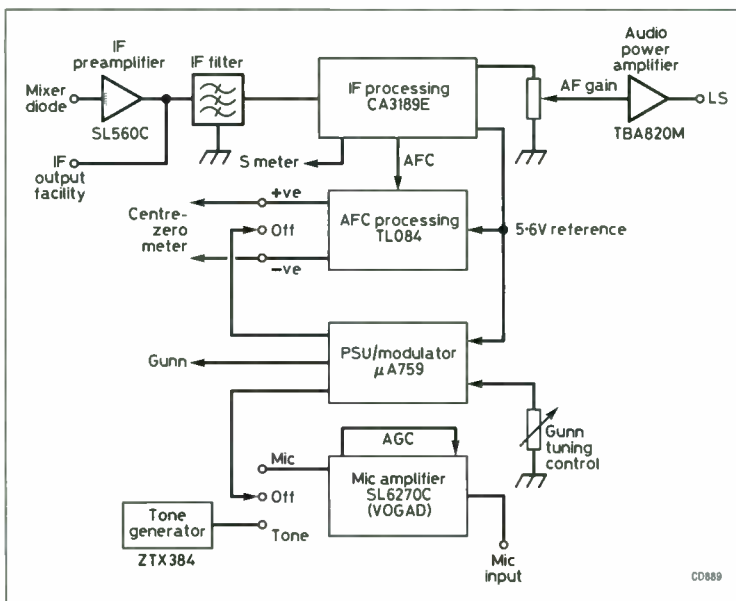 IF
preamplifier
Mixer
diode
SL560C
IF
output
facility
IF filter
IF processing
CA3189E
Audio
power
amplifier
AF gain
LS
TBA820M
S meter
AFC
Centre-
zero
meter
+ve
Off
-ve
AFC processing
TL084
5·6V reference
Gunn
PSU/modulator
μA759
Gunn
tuning
control
AGC
Mic
Off
Tone
Mic amplifier
SL6270C
(VOGAD)
Tone
generator
ZTX384
Mic
input
CD889